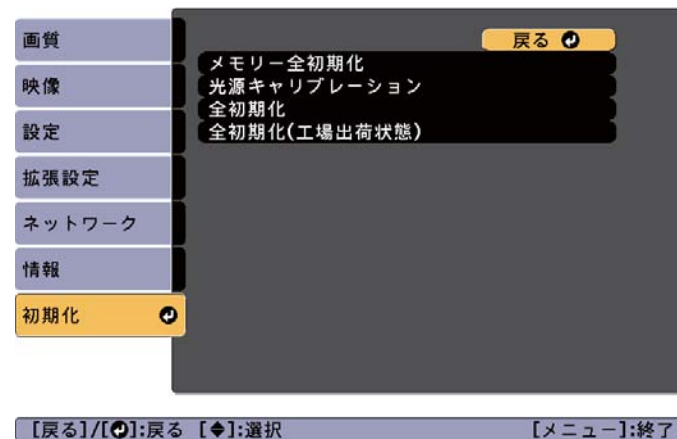 画質
映像
設定
拡張設定
ネットワーク
情報
初期化
戻る
メモリー全初期化
光源キャリブレーション
全初期化
全初期化(工場出荷状態)
[戻る]/[⏎]:戻る [◆]:選択 [メニュー]:終了